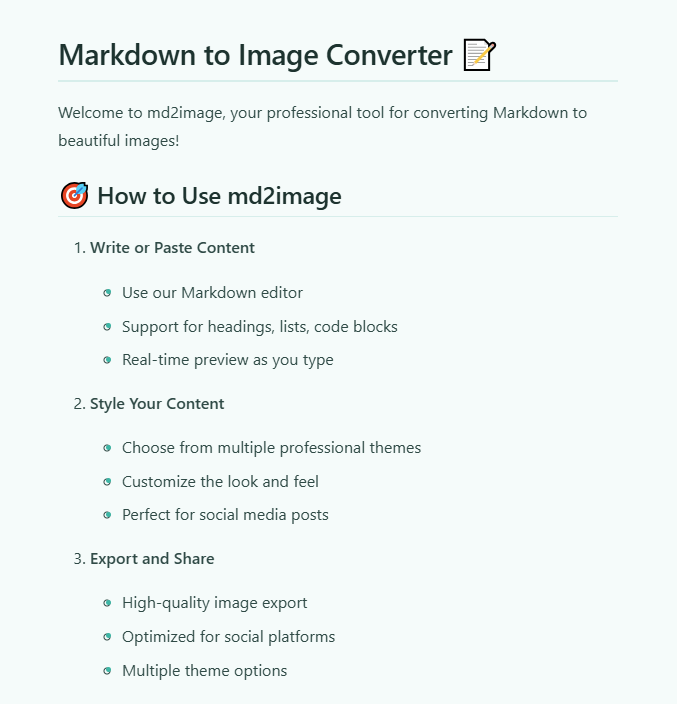 Markdown to Image Converter 📝
Welcome to md2image, your professional tool for converting Markdown to
beautiful images!
🎯 How to Use md2image
1. Write or Paste Content
Use our Markdown editor
Support for headings, lists, code blocks
Real-time preview as you type
2. Style Your Content
Choose from multiple professional themes
Customize the look and feel
Perfect for social media posts
3. Export and Share
High-quality image export
Optimized for social platforms
Multiple theme options